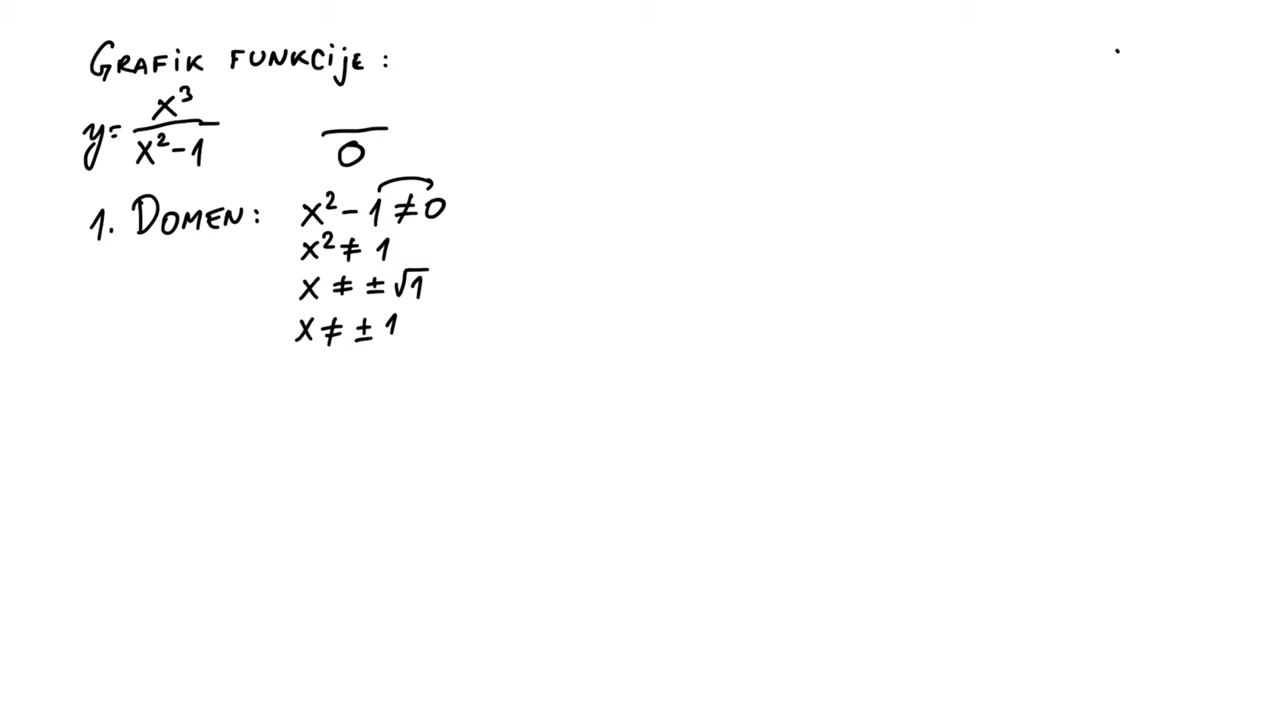 GRAFIK FUNKCIJE:
y = x³/(x²-1)   /0
1. DOMEN: x² - 1 ≠ 0
x² ≠ 1
x ≠ ± √1
x ≠ ± 1